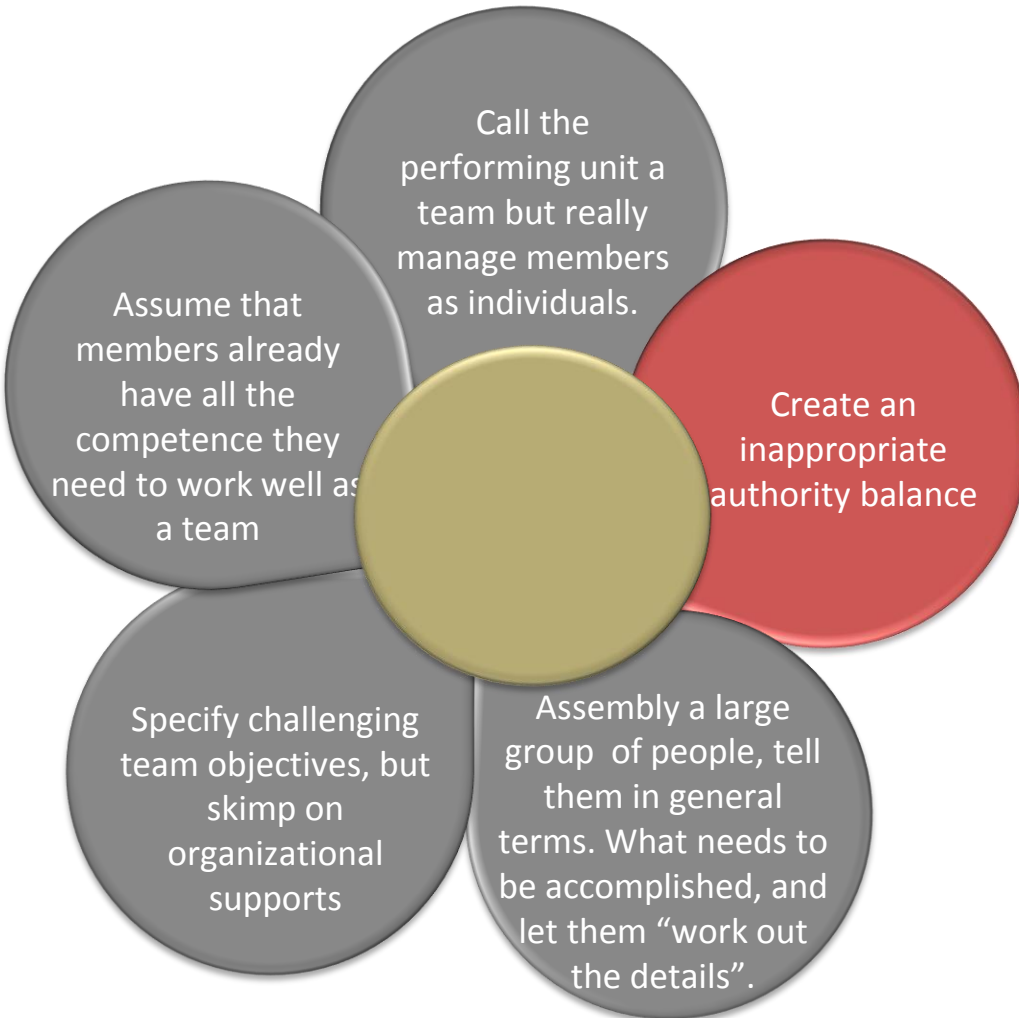 Call the
performing unit a
team but really
manage members
as individuals.
Create an
inappropriate
authority balance
Assembly a large
group of people, tell
them in general
terms. What needs to
be accomplished, and
let them “work out
the details”.
Specify challenging
team objectives, but
skimp on
organizational
supports
Assume that
members already
have all the
competence they
need to work well as
a team